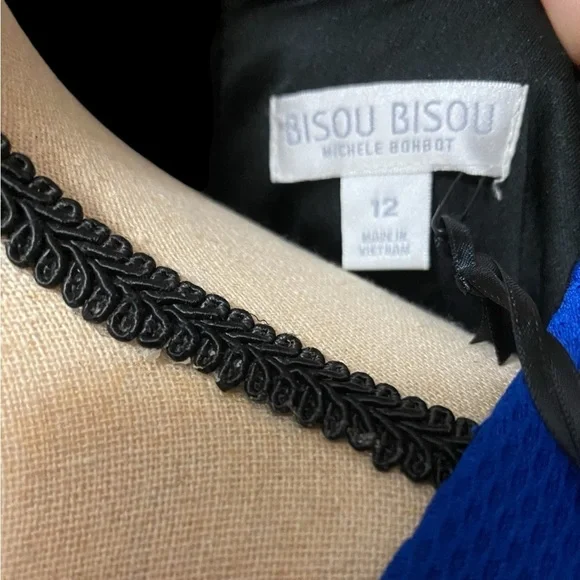 BISOU BISOU
MICHELE BOHBOT
12
MADE IN
VIETNAM